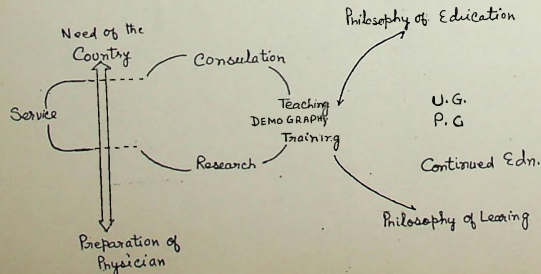 Philosophy of Education
Need of the
Country
Consulation
Service
Teaching
DEMOGRAPHY
Training
U.G.
P.G
Research
Continued Edn.
Philosophy of Learing
Preparation of
Physician